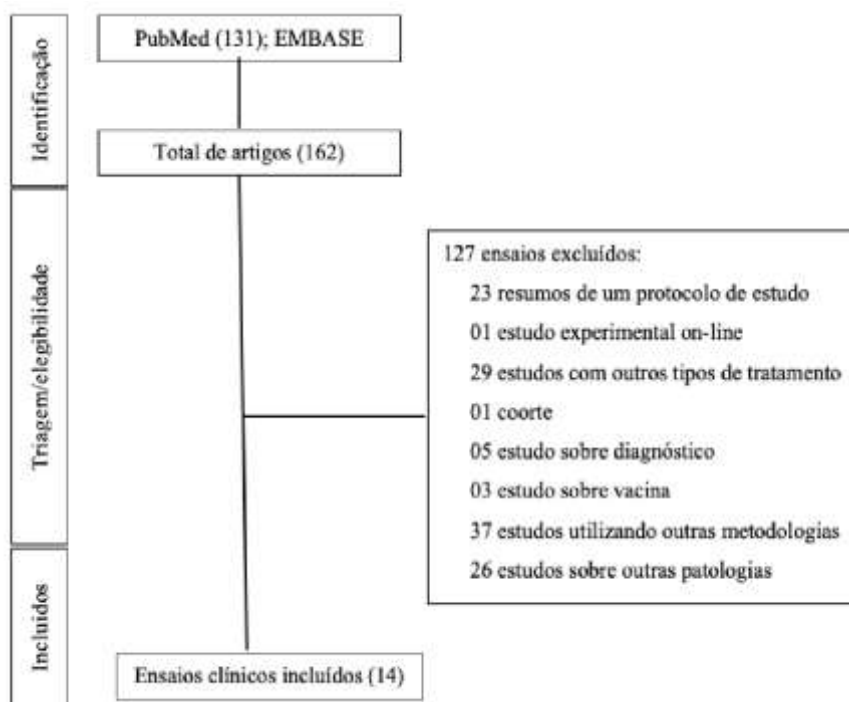 Identificação
PubMed (131); EMBASE
Total de artigos (162)
Triagem/elegibilidade
127 ensaios excluídos:
23 resumos de um protocolo de estudo
01 estudo experimental on-line
29 estudos com outros tipos de tratamento
01 coorte
05 estudo sobre diagnóstico
03 estudo sobre vacina
37 estudos utilizando outras metodologias
26 estudos sobre outras patologias
Incluidos
Ensaios clínicos incluídos (14)